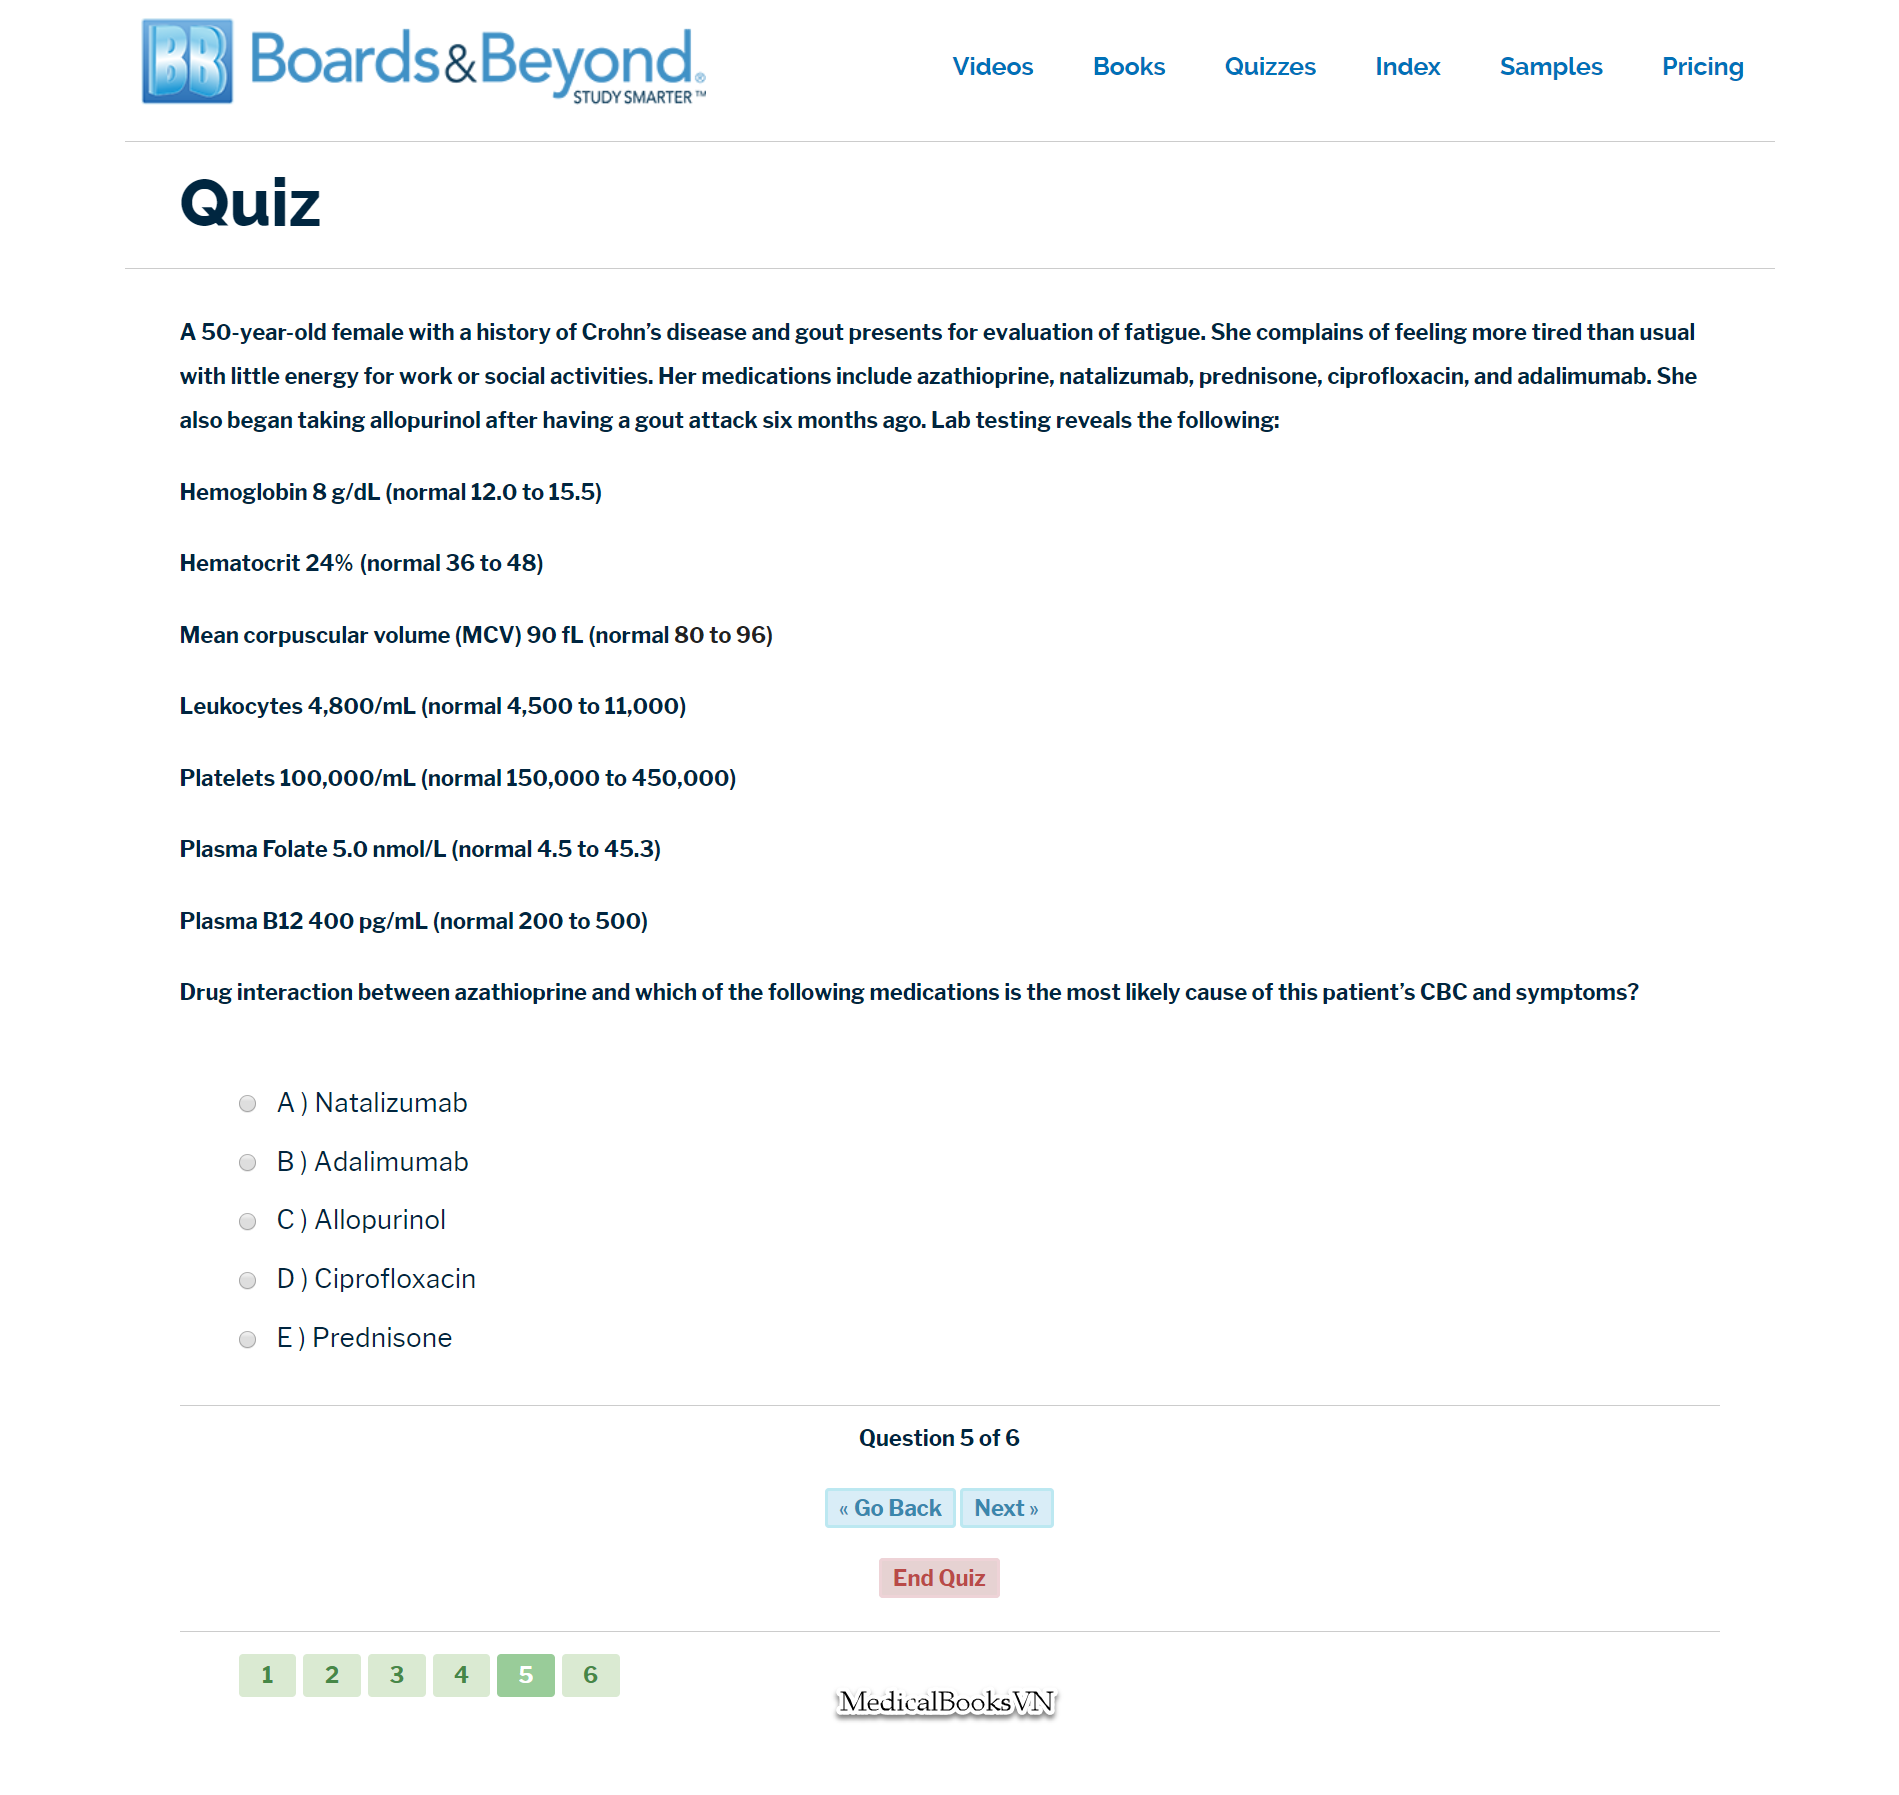 BB Boards&Beyond®
STUDY SMARTER™
Videos Books Quizzes Index Samples Pricing
Quiz
A 50-year-old female with a history of Crohn’s disease and gout presents for evaluation of fatigue. She complains of feeling more tired than usual
with little energy for work or social activities. Her medications include azathioprine, natalizumab, prednisone, ciprofloxacin, and adalimumab. She
also began taking allopurinol after having a gout attack six months ago. Lab testing reveals the following:
Hemoglobin 8 g/dL (normal 12.0 to 15.5)
Hematocrit 24% (normal 36 to 48)
Mean corpuscular volume (MCV) 90 fL (normal 80 to 96)
Leukocytes 4,800/mL (normal 4,500 to 11,000)
Platelets 100,000/mL (normal 150,000 to 450,000)
Plasma Folate 5.0 nmol/L (normal 4.5 to 45.3)
Plasma B12 400 pg/mL (normal 200 to 500)
Drug interaction between azathioprine and which of the following medications is the most likely cause of this patient’s CBC and symptoms?
A ) Natalizumab
B ) Adalimumab
C ) Allopurinol
D ) Ciprofloxacin
E ) Prednisone
Question 5 of 6
« Go Back Next »
End Quiz
1 2 3 4 5 6
MedicalBooksVN